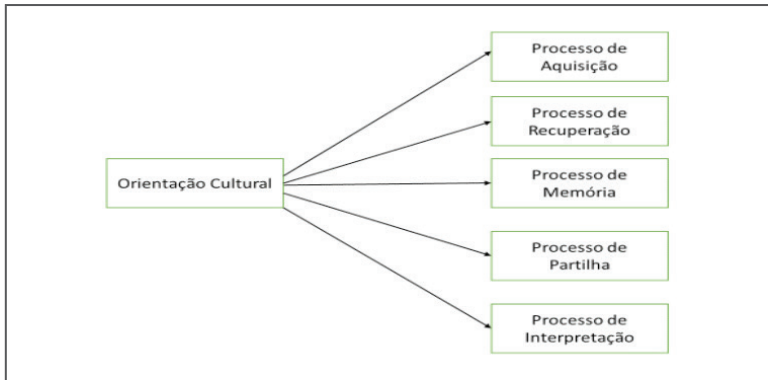 Orientação Cultural
Processo de
Aquisição
Processo de
Recuperação
Processo de
Memória
Processo de
Partilha
Processo de
Interpretação